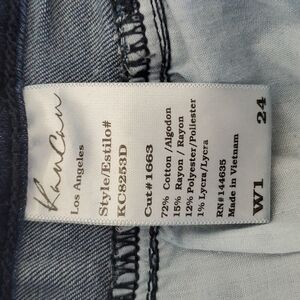 KanCan
Los Angeles
Style/Estilo#
KC8253D
Cut#1663
72% Cotton /Algodon
15% Rayon / Rayon
12% Polyester/Poliester
1% Lycra/Lycra
RN#144635
Made in Vietnam
W1 24